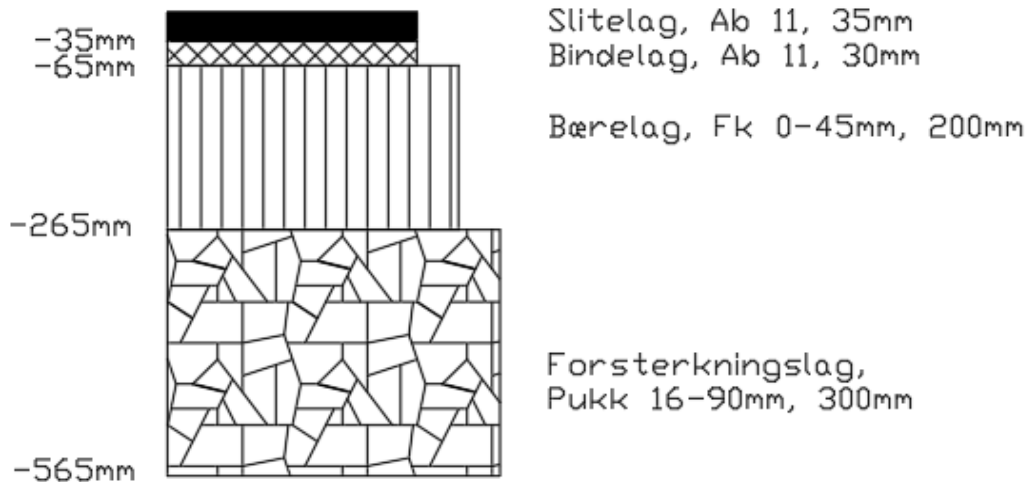 -35mm
-65mm
-265mm
-565mm
Slitelag, Ab 11, 35mm
Bindelag, Ab 11, 30mm
Bærelag, Fk 0-45mm, 200mm
Forsterkningslag,
Pukk 16-90mm, 300mm